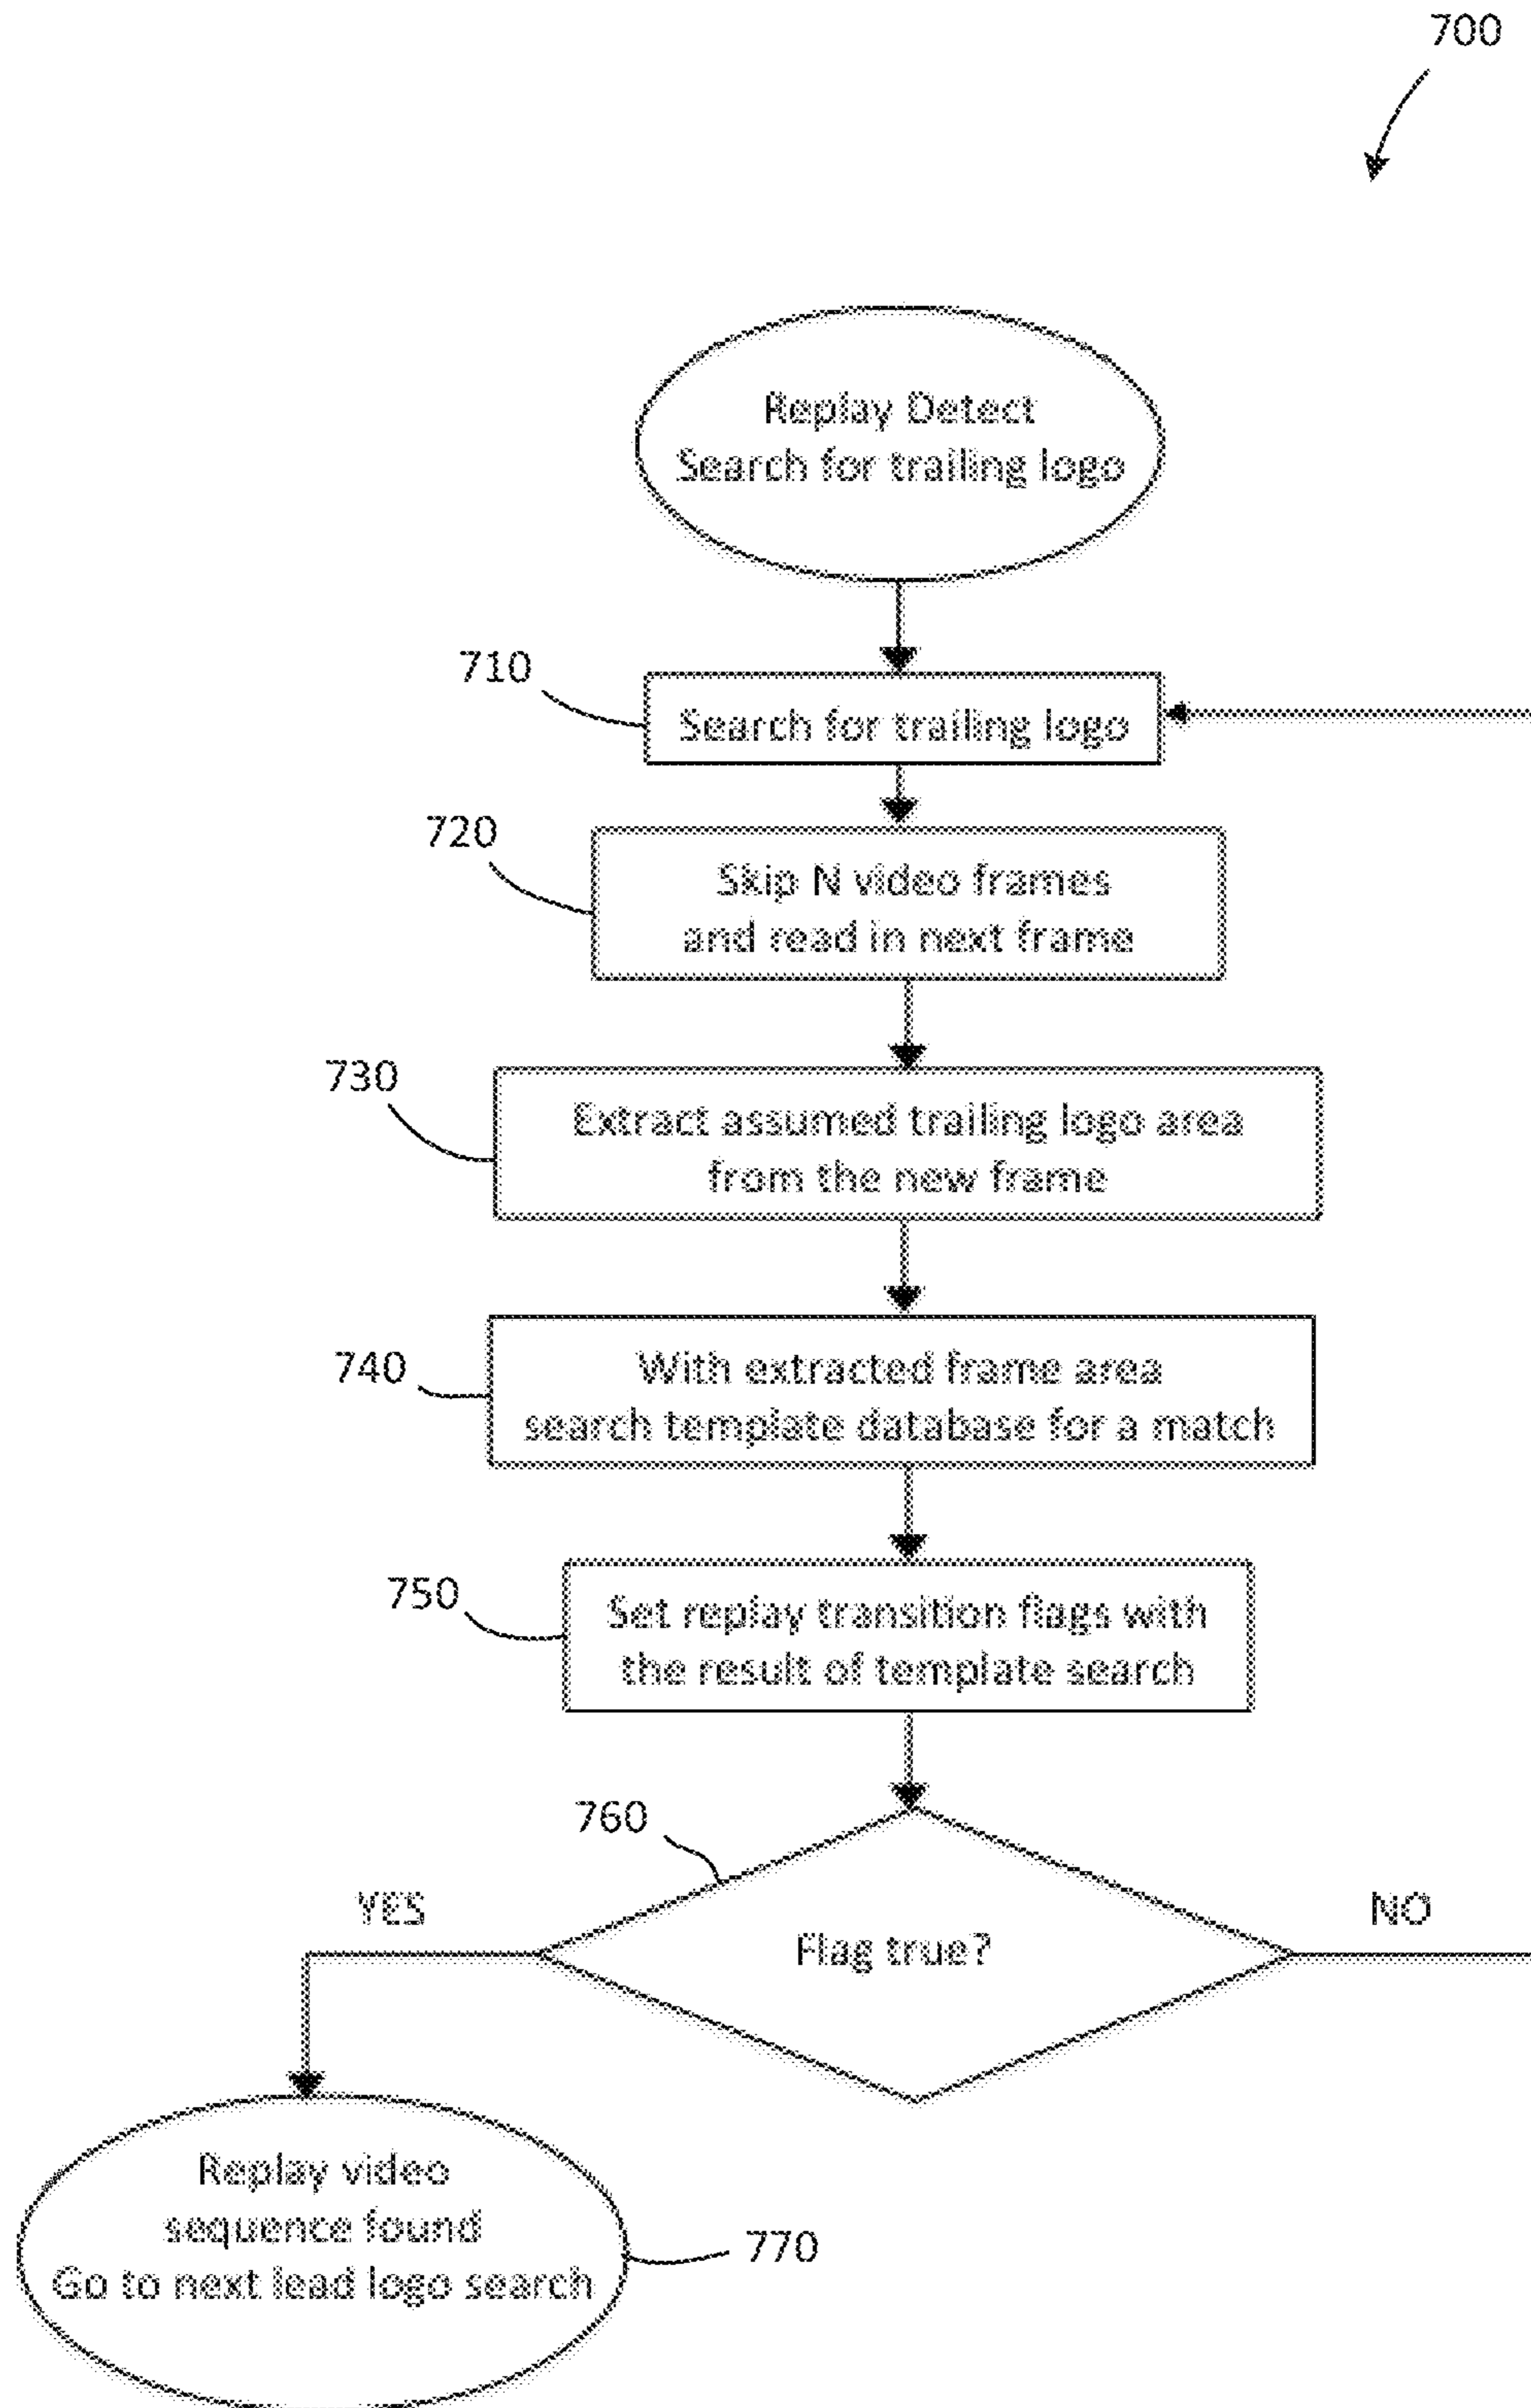 700
Replay Detect
Search for trailing logo
710
Search for trailing logo
720
Skip N video frames
and read in next frame
730
Extract assumed trailing logo area
from the new frame
740
With extracted frame area
search template database for a match
750
Set replay transition flags with
the result of template search
760
YES
Flag true?
NO
Replay video
sequence found
Go to next lead logo search
770